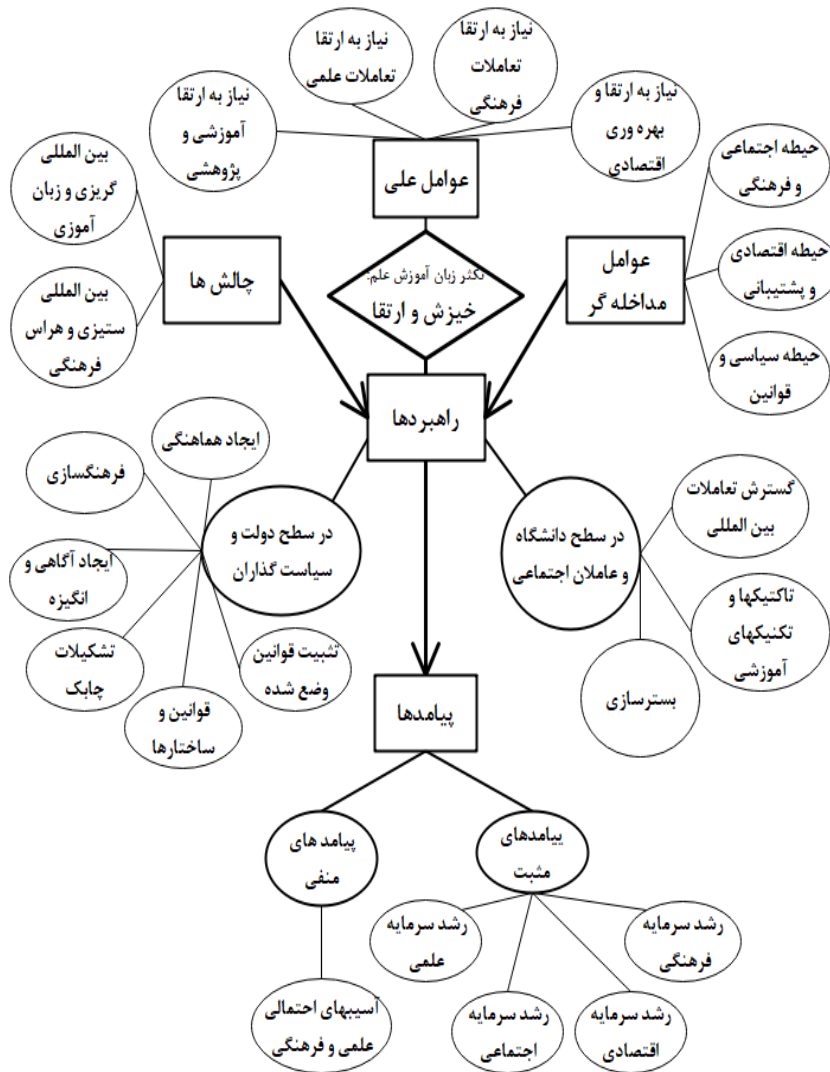 نیاز به ارتقا
تعاملات علمی
نیاز به ارتقا
تعاملات
فرهنگی
نیاز به ارتقا
آموزشی و
پژوهشی
نیاز به ارتقا و
بهره وری
اقتصادی
عوامل علی
بین المللی
گریزی و زبان
آموزی
بین المللی
ستیزی و هراس
فرهنگی
چالش ها
تکثر زبان آموزش علم:
خیزش و ارتقا
عوامل
مداخله گر
حیطه اجتماعی
و فرهنگی
حیطه اقتصادی
و پشتیبانی
حیطه سیاسی و
قوانین
راهبردها
در سطح دولت و
سیاست گذاران
ایجاد هماهنگی
فرهنگسازی
ایجاد آگاهی و
انگیزه
تشکیلات
چابک
قوانین و
ساختارها
تثبیت قوانین
وضع شده
در سطح دانشگاه
و عاملان اجتماعی
گسترش تعاملات
بین المللی
تاکتیکها و
تکنیکهای
آموزشی
بسترسازی
پیامدها
پیامد های
منفی
آسیبهای احتمالی
علمی و فرهنگی
پیامدهای
مثبت
رشد سرمایه
علمی
رشد سرمایه
اجتماعی
رشد سرمایه
اقتصادی
رشد سرمایه
فرهنگی